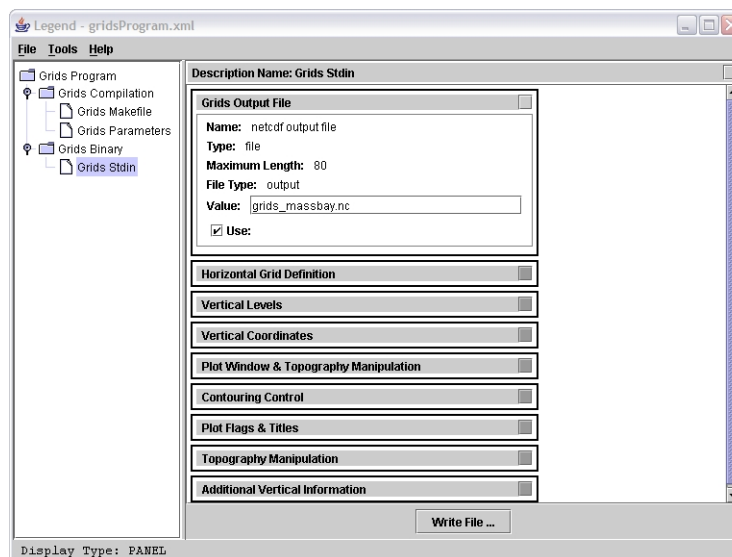 Legend - gridsProgram.xml
File Tools Help
Grids Program
Grids Compilation
Grids Makefile
Grids Parameters
Grids Binary
Grids Stdin
Description Name: Grids Stdin
Grids Output File
Name: netcdf output file
Type: file
Maximum Length: 80
File Type: output
Value: grids_massbay.nc
Use:
Horizontal Grid Definition
Vertical Levels
Vertical Coordinates
Plot Window & Topography Manipulation
Contouring Control
Plot Flags & Titles
Topography Manipulation
Additional Vertical Information
Write File ...
Display Type: PANEL